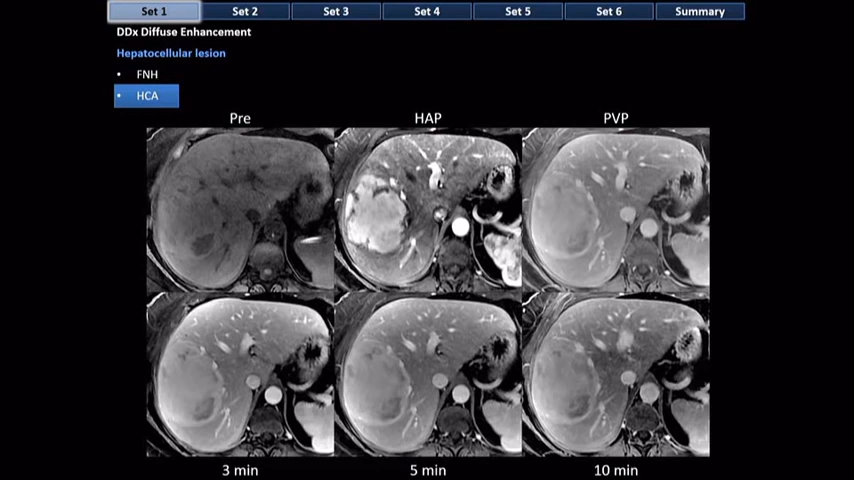 Set 1 Set 2 Set 3 Set 4 Set 5 Set 6 Summary
DDx Diffuse Enhancement
Hepatocellular lesion
• FNH
• HCA
Pre HAP PVP
3 min 5 min 10 min